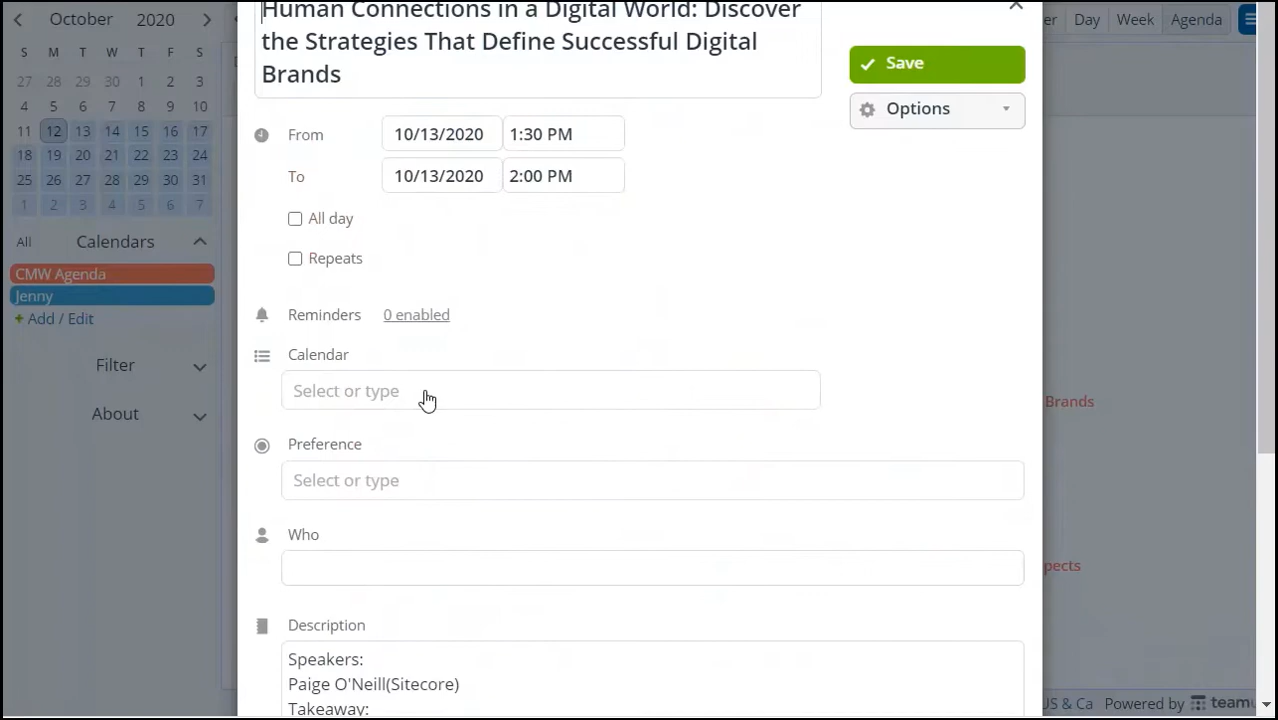 October 2020
S M T W T F S
27 28 29 30 1 2 3
4 5 6 7 8 9 10
11 12 13 14 15 16 17
18 19 20 21 22 23 24
25 26 27 28 29 30 31
1 2 3 4 5 6 7
All Calendars
CMW Agenda
Jenny
+ Add / Edit
Filter
About
Human Connections in a Digital World: Discover
the Strategies That Define Successful Digital
Brands
Save
Options
From 10/13/2020 1:30 PM
To 10/13/2020 2:00 PM
All day
Repeats
Reminders 0 enabled
Calendar
Select or type
Preference
Select or type
Who
Description
Speakers:
Paige O'Neill(Sitecore)
Takeaway:
Day Week Agenda
Brands
US & Ca Powered by